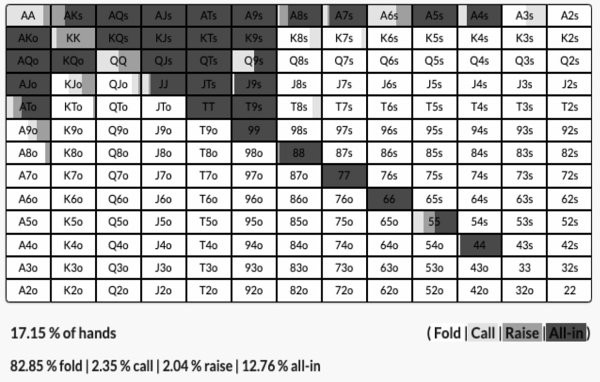 AA AKs AQs AJs ATs A9s A8s A7s A6s A5s A4s A3s A2s
AKo KK KQs KJs KTs K9s K8s K7s K6s K5s K4s K3s K2s
AQo KQo QQ QJs QTs Q9s Q8s Q7s Q6s Q5s Q4s Q3s Q2s
AJo KJo QJo JJ JTs J9s J8s J7s J6s J5s J4s J3s J2s
ATo KTo QTo JTo TT T9s T8s T7s T6s T5s T4s T3s T2s
A9o K9o Q9o J9o T9o 99 98s 97s 96s 95s 94s 93s 92s
A8o K8o Q8o J8o T8o 98o 88 87s 86s 85s 84s 83s 82s
A7o K7o Q7o J7o T7o 97o 87o 77 76s 75s 74s 73s 72s
A6o K6o Q6o J6o T6o 96o 86o 76o 66 65s 64s 63s 62s
A5o K5o Q5o J5o T5o 95o 85o 75o 65o 55 54s 53s 52s
A4o K4o Q4o J4o T4o 94o 84o 74o 64o 54o 44 43s 42s
A3o K3o Q3o J3o T3o 93o 83o 73o 63o 53o 43o 33 32s
A2o K2o Q2o J2o T2o 92o 82o 72o 62o 52o 42o 32o 22
17.15 % of hands ( Fold | Call | Raise | All-in )
82.85 % fold | 2.35 % call | 2.04 % raise | 12.76 % all-in